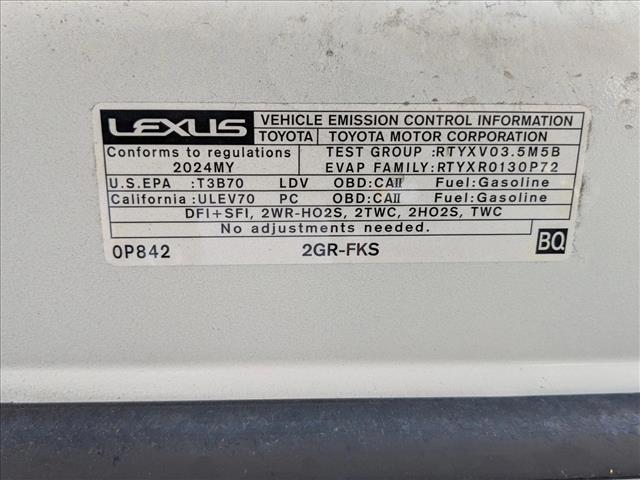 LEXUS VEHICLE EMISSION CONTROL INFORMATION
TOYOTA TOYOTA MOTOR CORPORATION
Conforms to regulations TEST GROUP :RTYXV03.5M5B
2024MY EVAP FAMILY:RTYXR0130P72
U.S.EPA :T3B70 LDV OBD:CAII Fuel:Gasoline
California :ULEV70 PC OBD:CAII Fuel:Gasoline
DFI+SFI, 2WR-HO2S, 2TWC, 2HO2S, TWC
No adjustments needed.
0P842 2GR-FKS BQ